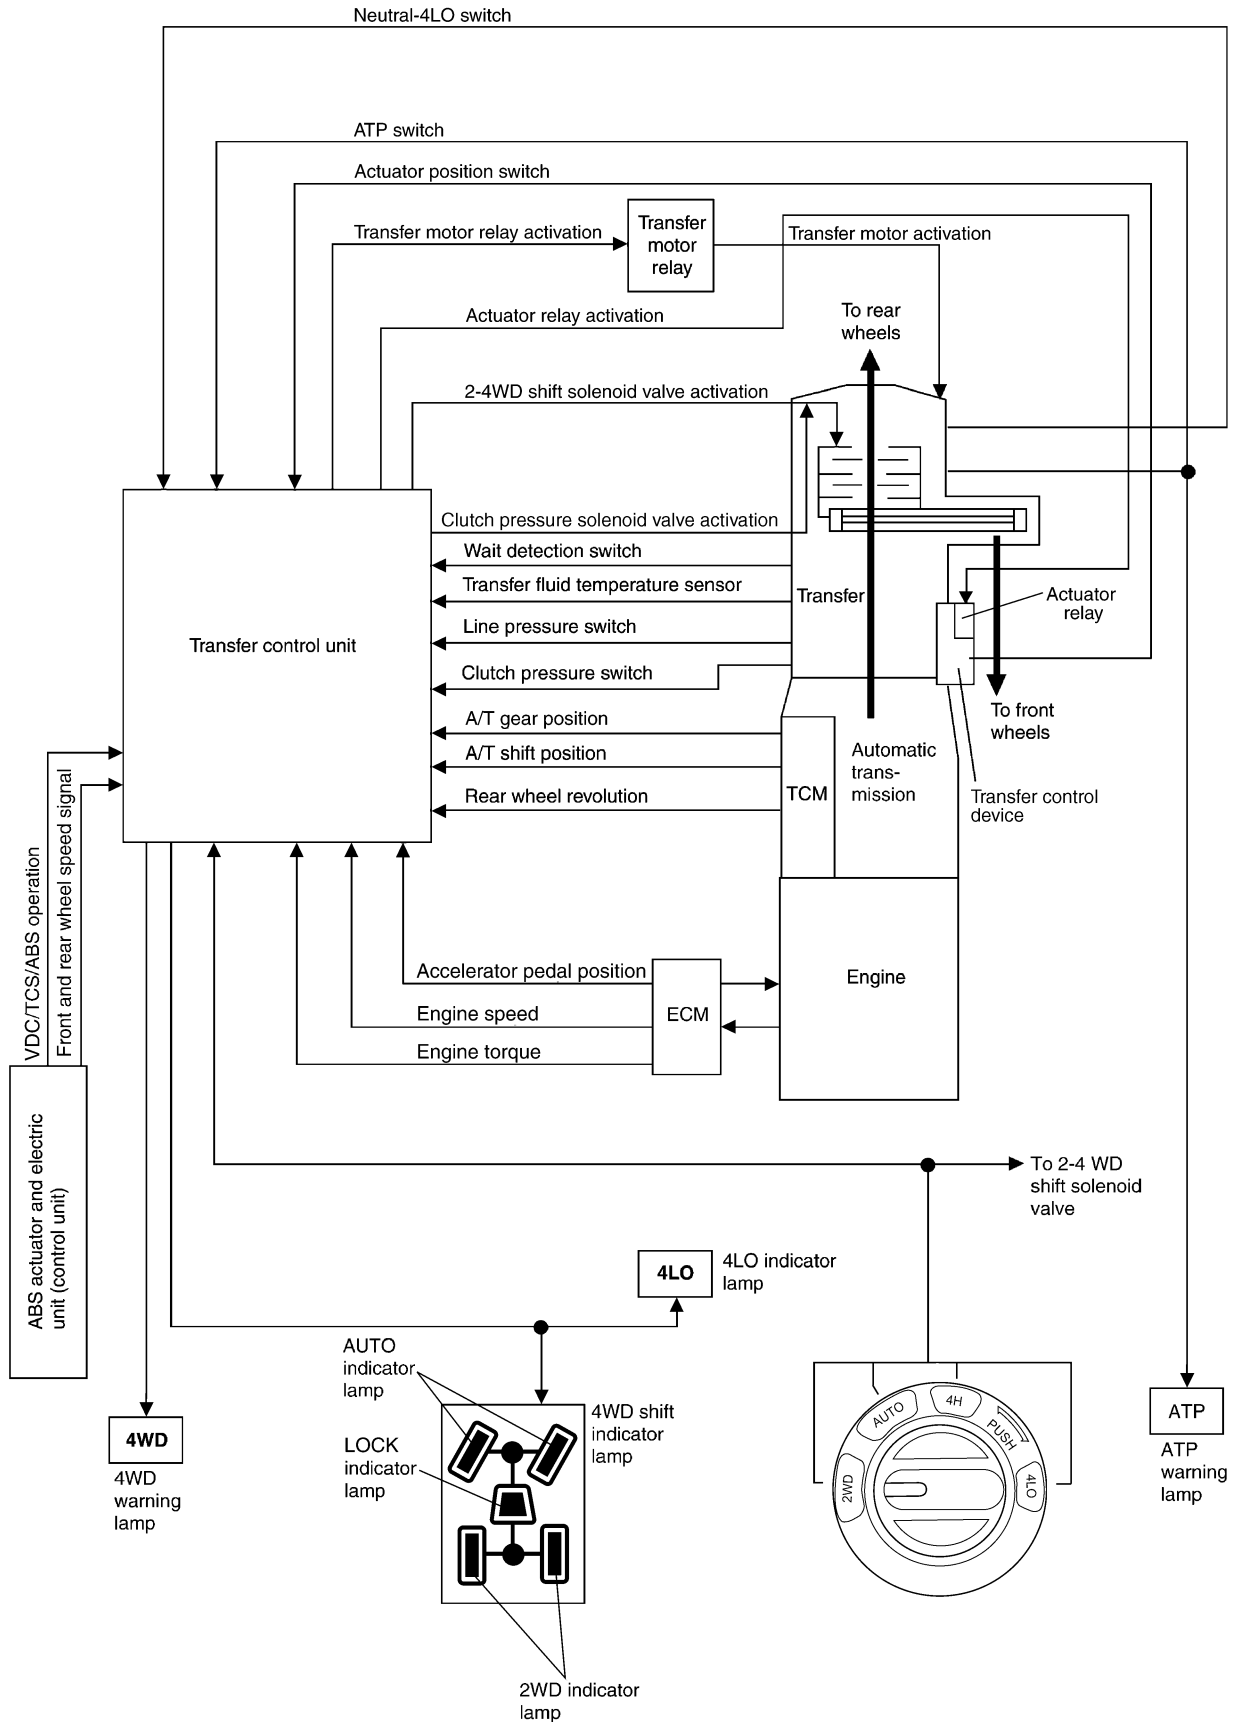 Neutral-4LO switch
ATP switch
Actuator position switch
Transfer motor relay activation
Transfer
motor
relay
Transfer motor activation
Actuator relay activation
To rear
wheels
2-4WD shift solenoid valve activation
Clutch pressure solenoid valve activation
Wait detection switch
Transfer fluid temperature sensor
Line pressure switch
Clutch pressure switch
A/T gear position
A/T shift position
Rear wheel revolution
Transfer control unit
Transfer
Actuator
relay
To front
wheels
Automatic
trans-
mission
TCM
Transfer control
device
VDC/TCS/ABS operation
Front and rear wheel speed signal
Accelerator pedal position
Engine speed
Engine torque
ECM
Engine
ABS actuator and electric
unit (control unit)
To 2-4 WD
shift solenoid
valve
4LO
4LO indicator
lamp
AUTO
indicator
lamp
LOCK
indicator
lamp
4WD shift
indicator
lamp
2WD indicator
lamp
4WD
4WD
warning
lamp
2WD
AUTO
4H
PUSH
4LO
ATP
ATP
warning
lamp